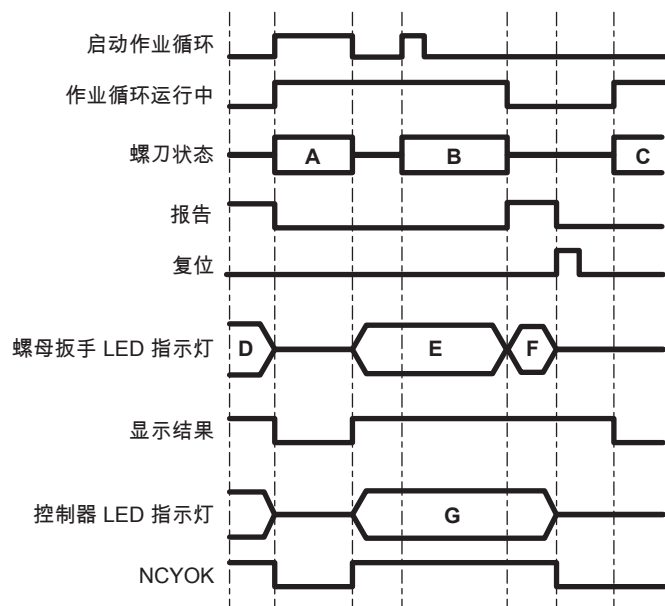 启动作业循环
作业循环运行中
螺刀状态 A B C
报告
复位
螺母扳手 LED 指示灯 D E F
显示结果
控制器 LED 指示灯 G
NCYOK